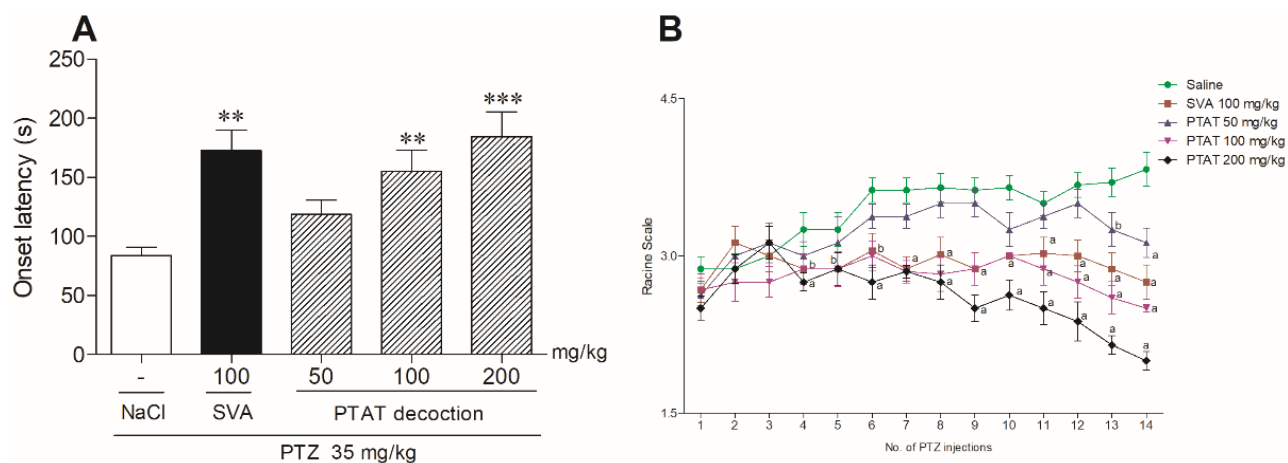 A
Onset latency (s)
250
200
150
100
50
0
**
**
***
- 100 50 100 200 mg/kg
NaCl SVA PTAT decoction
PTZ 35 mg/kg
B
Saline
SVA 100 mg/kg
PTAT 50 mg/kg
PTAT 100 mg/kg
PTAT 200 mg/kg
Racine Scale
4.5
3.0
1.5
b
a
b
b
a
a
a
a
a
a
a
a
a
a
a
a
a
a
b
a
a
a
a
a
a
a
1 2 3 4 5 6 7 8 9 10 11 12 13 14
No. of PTZ injections